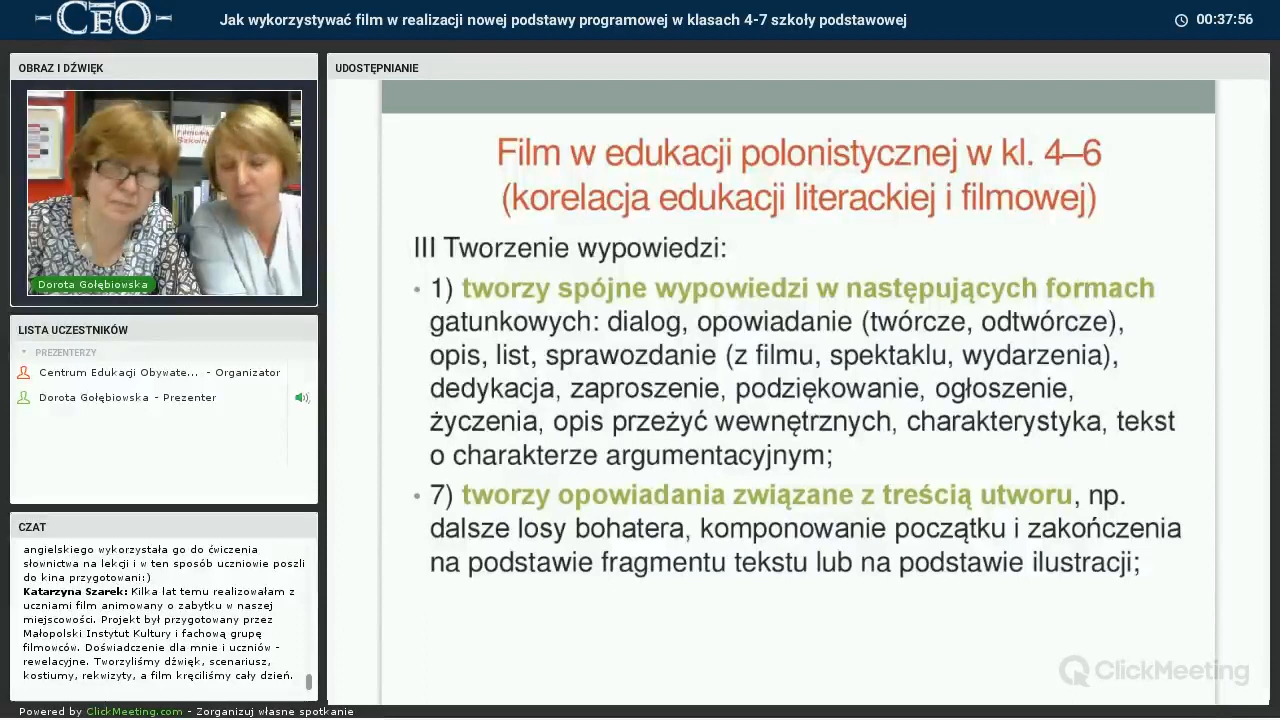 CEO
Jak wykorzystywać film w realizacji nowej podstawy programowej w klasach 4-7 szkoły podstawowej
00:37:56
OBRAZ I DŹWIĘK
Dorota Gołębiowska
LISTA UCZESTNIKÓW
PREZENTERZY
Centrum Edukacji Obywate... - Organizator
Dorota Gołębiowska - Prezenter
CZAT
angielskiego wykorzystała go do ćwiczenia
słownictwa na lekcji i w ten sposób uczniowie poszli
do kina przygotowani:)
Katarzyna Szarek: Kilka lat temu realizowałam z
uczniami film animowany o zabytku w naszej
miejscowości. Projekt był przygotowany przez
Małopolski Instytut Kultury i fachową grupę
filmowców. Doświadczenie dla mnie i uczniów -
rewelacyjne. Tworzyliśmy dźwięk, scenariusz,
kostiumy, rekwizyty, a film kręciliśmy cały dzień.
UDOSTĘPNIANIE
Film w edukacji polonistycznej w kl. 4–6
(korelacja edukacji literackiej i filmowej)
III Tworzenie wypowiedzi:
• 1) tworzy spójne wypowiedzi w następujących formach
gatunkowych: dialog, opowiadanie (twórcze, odtwórcze),
opis, list, sprawozdanie (z filmu, spektaklu, wydarzenia),
dedykacja, zaproszenie, podziękowanie, ogłoszenie,
życzenia, opis przeżyć wewnętrznych, charakterystyka, tekst
o charakterze argumentacyjnym;
• 7) tworzy opowiadania związane z treścią utworu, np.
dalsze losy bohatera, komponowanie początku i zakończenia
na podstawie fragmentu tekstu lub na podstawie ilustracji;
ClickMeeting
Powered by ClickMeeting.com - Zorganizuj własne spotkanie